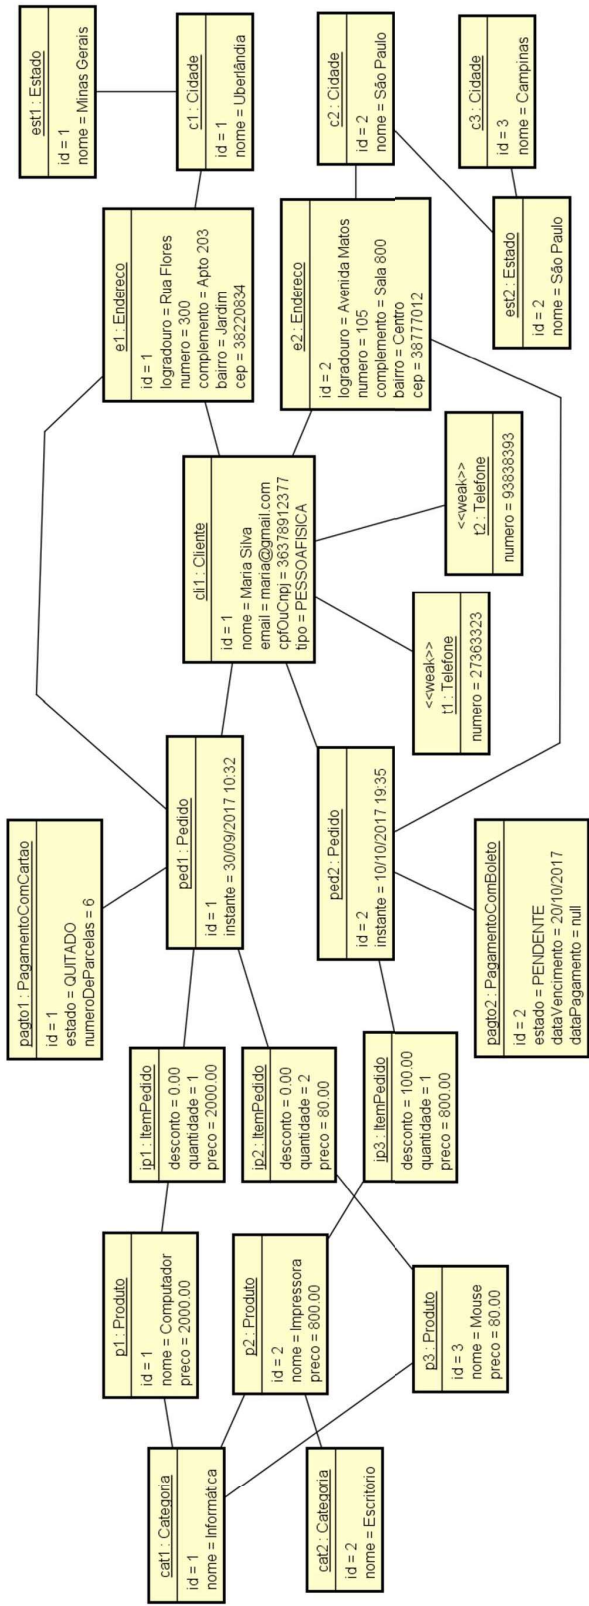 cat1 : Categoria
id = 1
nome = Informática
cat2 : Categoria
id = 2
nome = Escritório
p1 : Produto
id = 1
nome = Computador
preco = 2000.00
p2 : Produto
id = 2
nome = Impressora
preco = 800.00
p3 : Produto
id = 3
nome = Mouse
preco = 80.00
ip1 : ItemPedido
desconto = 0.00
quantidade = 1
preco = 2000.00
ip2 : ItemPedido
desconto = 0.00
quantidade = 2
preco = 80.00
ip3 : ItemPedido
desconto = 100.00
quantidade = 1
preco = 800.00
pagto1 : PagamentoComCartao
id = 1
estado = QUITADO
numeroDeParcelas = 6
ped1 : Pedido
id = 1
instante = 30/09/2017 10:32
ped2 : Pedido
id = 2
instante = 10/10/2017 19:35
pagto2 : PagamentoComBoleto
id = 2
estado = PENDENTE
dataVencimento = 20/10/2017
dataPagamento = null
cli1 : Cliente
id = 1
nome = Maria Silva
email = maria@gmail.com
cpfOuCnpj = 36378912377
tipo = PESSOAFISICA
<<weak>>
t1 : Telefone
numero = 27363323
<<weak>>
t2 : Telefone
numero = 93838393
e1 : Endereco
id = 1
logradouro = Rua Flores
numero = 300
complemento = Apto 203
bairro = Jardim
cep = 38220834
e2 : Endereco
id = 2
logradouro = Avenida Matos
numero = 105
complemento = Sala 800
bairro = Centro
cep = 38777012
est1 : Estado
id = 1
nome = Minas Gerais
c1 : Cidade
id = 1
nome = Uberlândia
c2 : Cidade
id = 2
nome = São Paulo
c3 : Cidade
id = 3
nome = Campinas
est2 : Estado
id = 2
nome = São Paulo